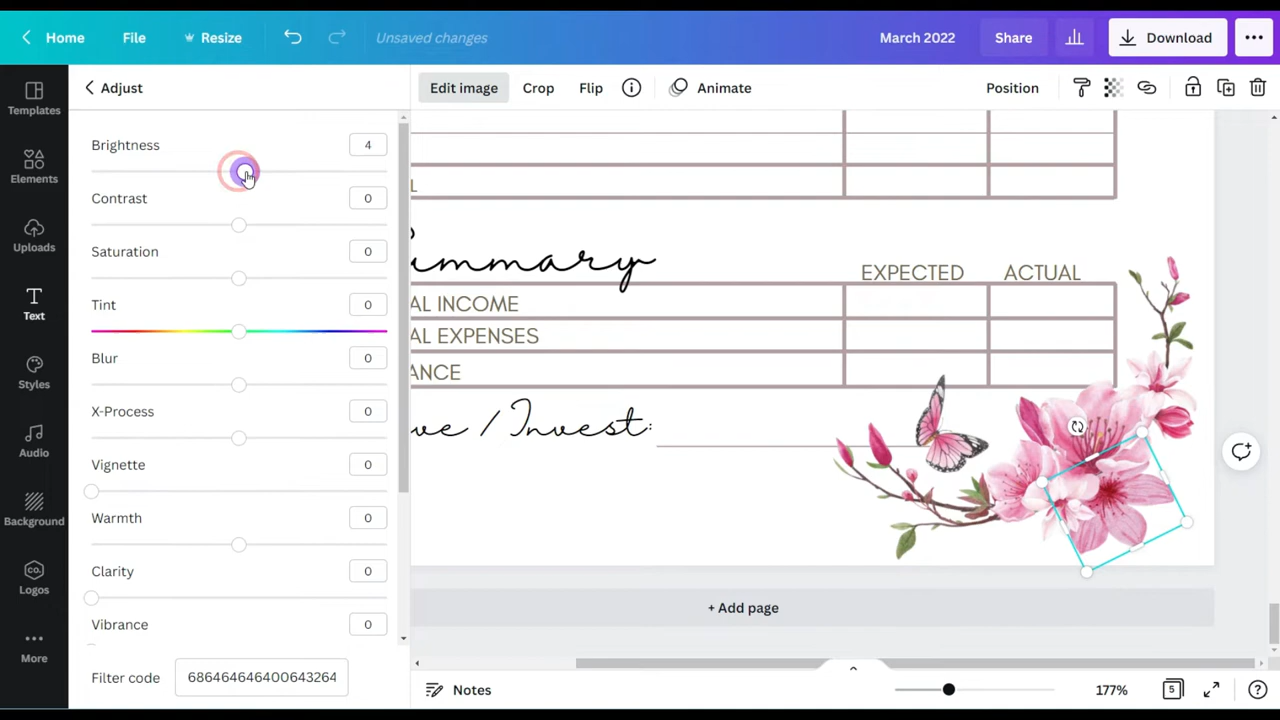 Home File Resize Unsaved changes March 2022 Share Download
Adjust
Edit image Crop Flip Animate Position
Templates
Elements
Uploads
Text
Styles
Audio
Background
CO.
Logos
More
Brightness 4
Contrast 0
Saturation 0
Tint 0
Blur 0
X-Process 0
Vignette 0
Warmth 0
Clarity 0
Vibrance 0
Filter code 686464646400643264
L
ummary
EXPECTED ACTUAL
AL INCOME
AL EXPENSES
ANCE
ve / Invest:
+ Add page
Notes 177% 5 ?